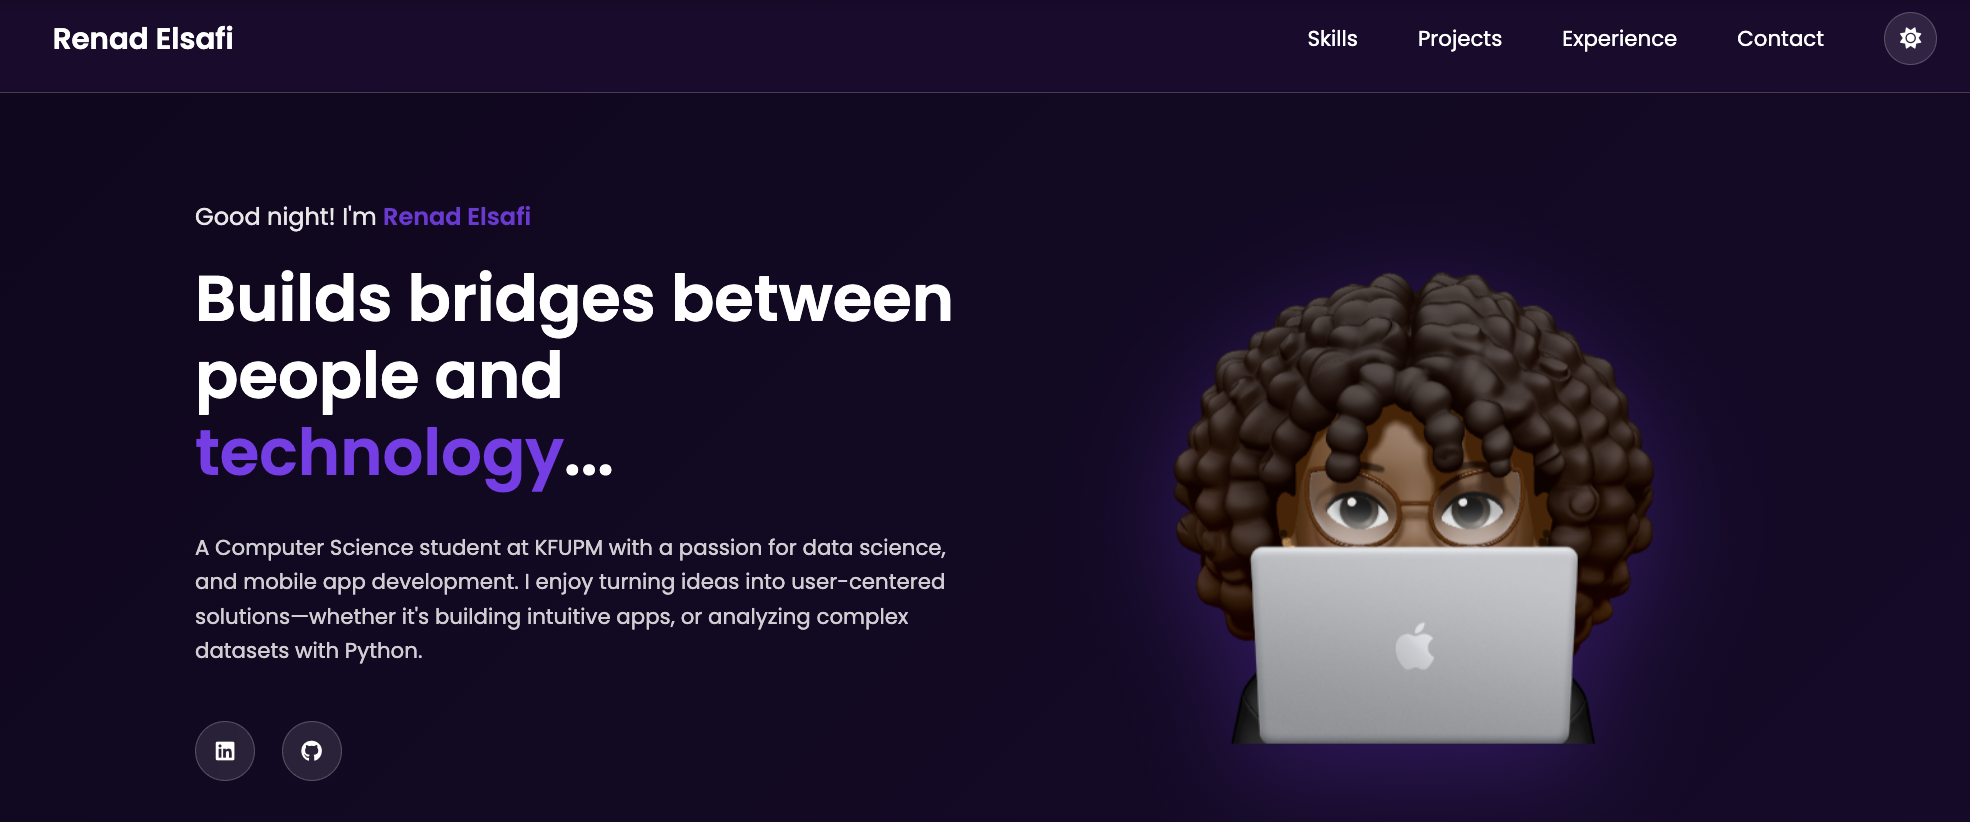 Renad Elsafi
Skills
Projects
Experience
Contact
Good night! I'm Renad Elsafi
Builds bridges between
people and
technology...
A Computer Science student at KFUPM with a passion for data science,
and mobile app development. I enjoy turning ideas into user-centered
solutions—whether it's building intuitive apps, or analyzing complex
datasets with Python.